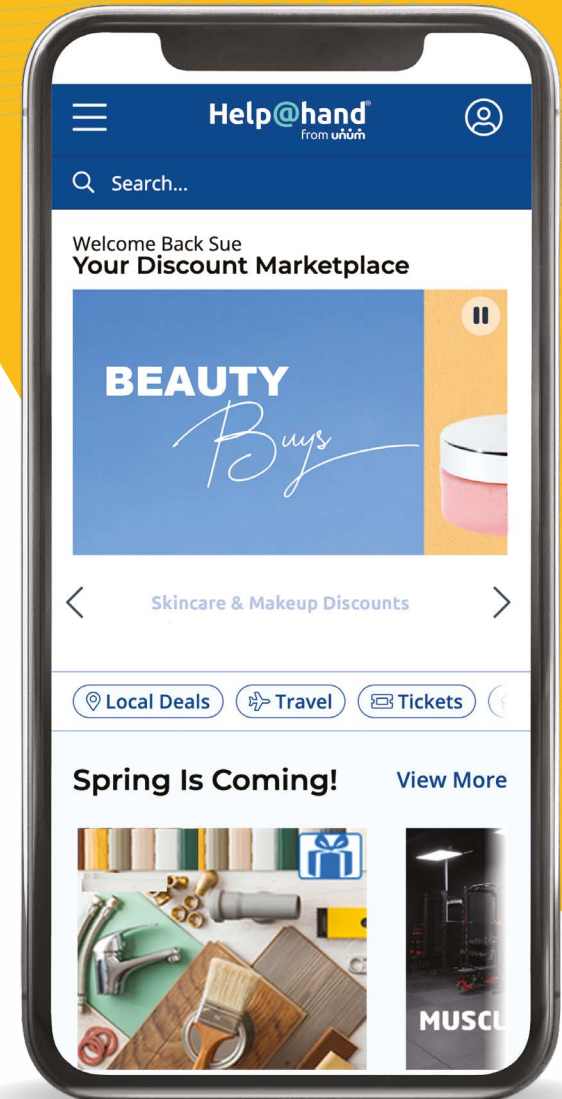 Help@hand®
from unum
Search...
Welcome Back Sue
Your Discount Marketplace
BEAUTY
Buys
Skincare & Makeup Discounts
Local Deals
Travel
Tickets
Spring Is Coming!
View More